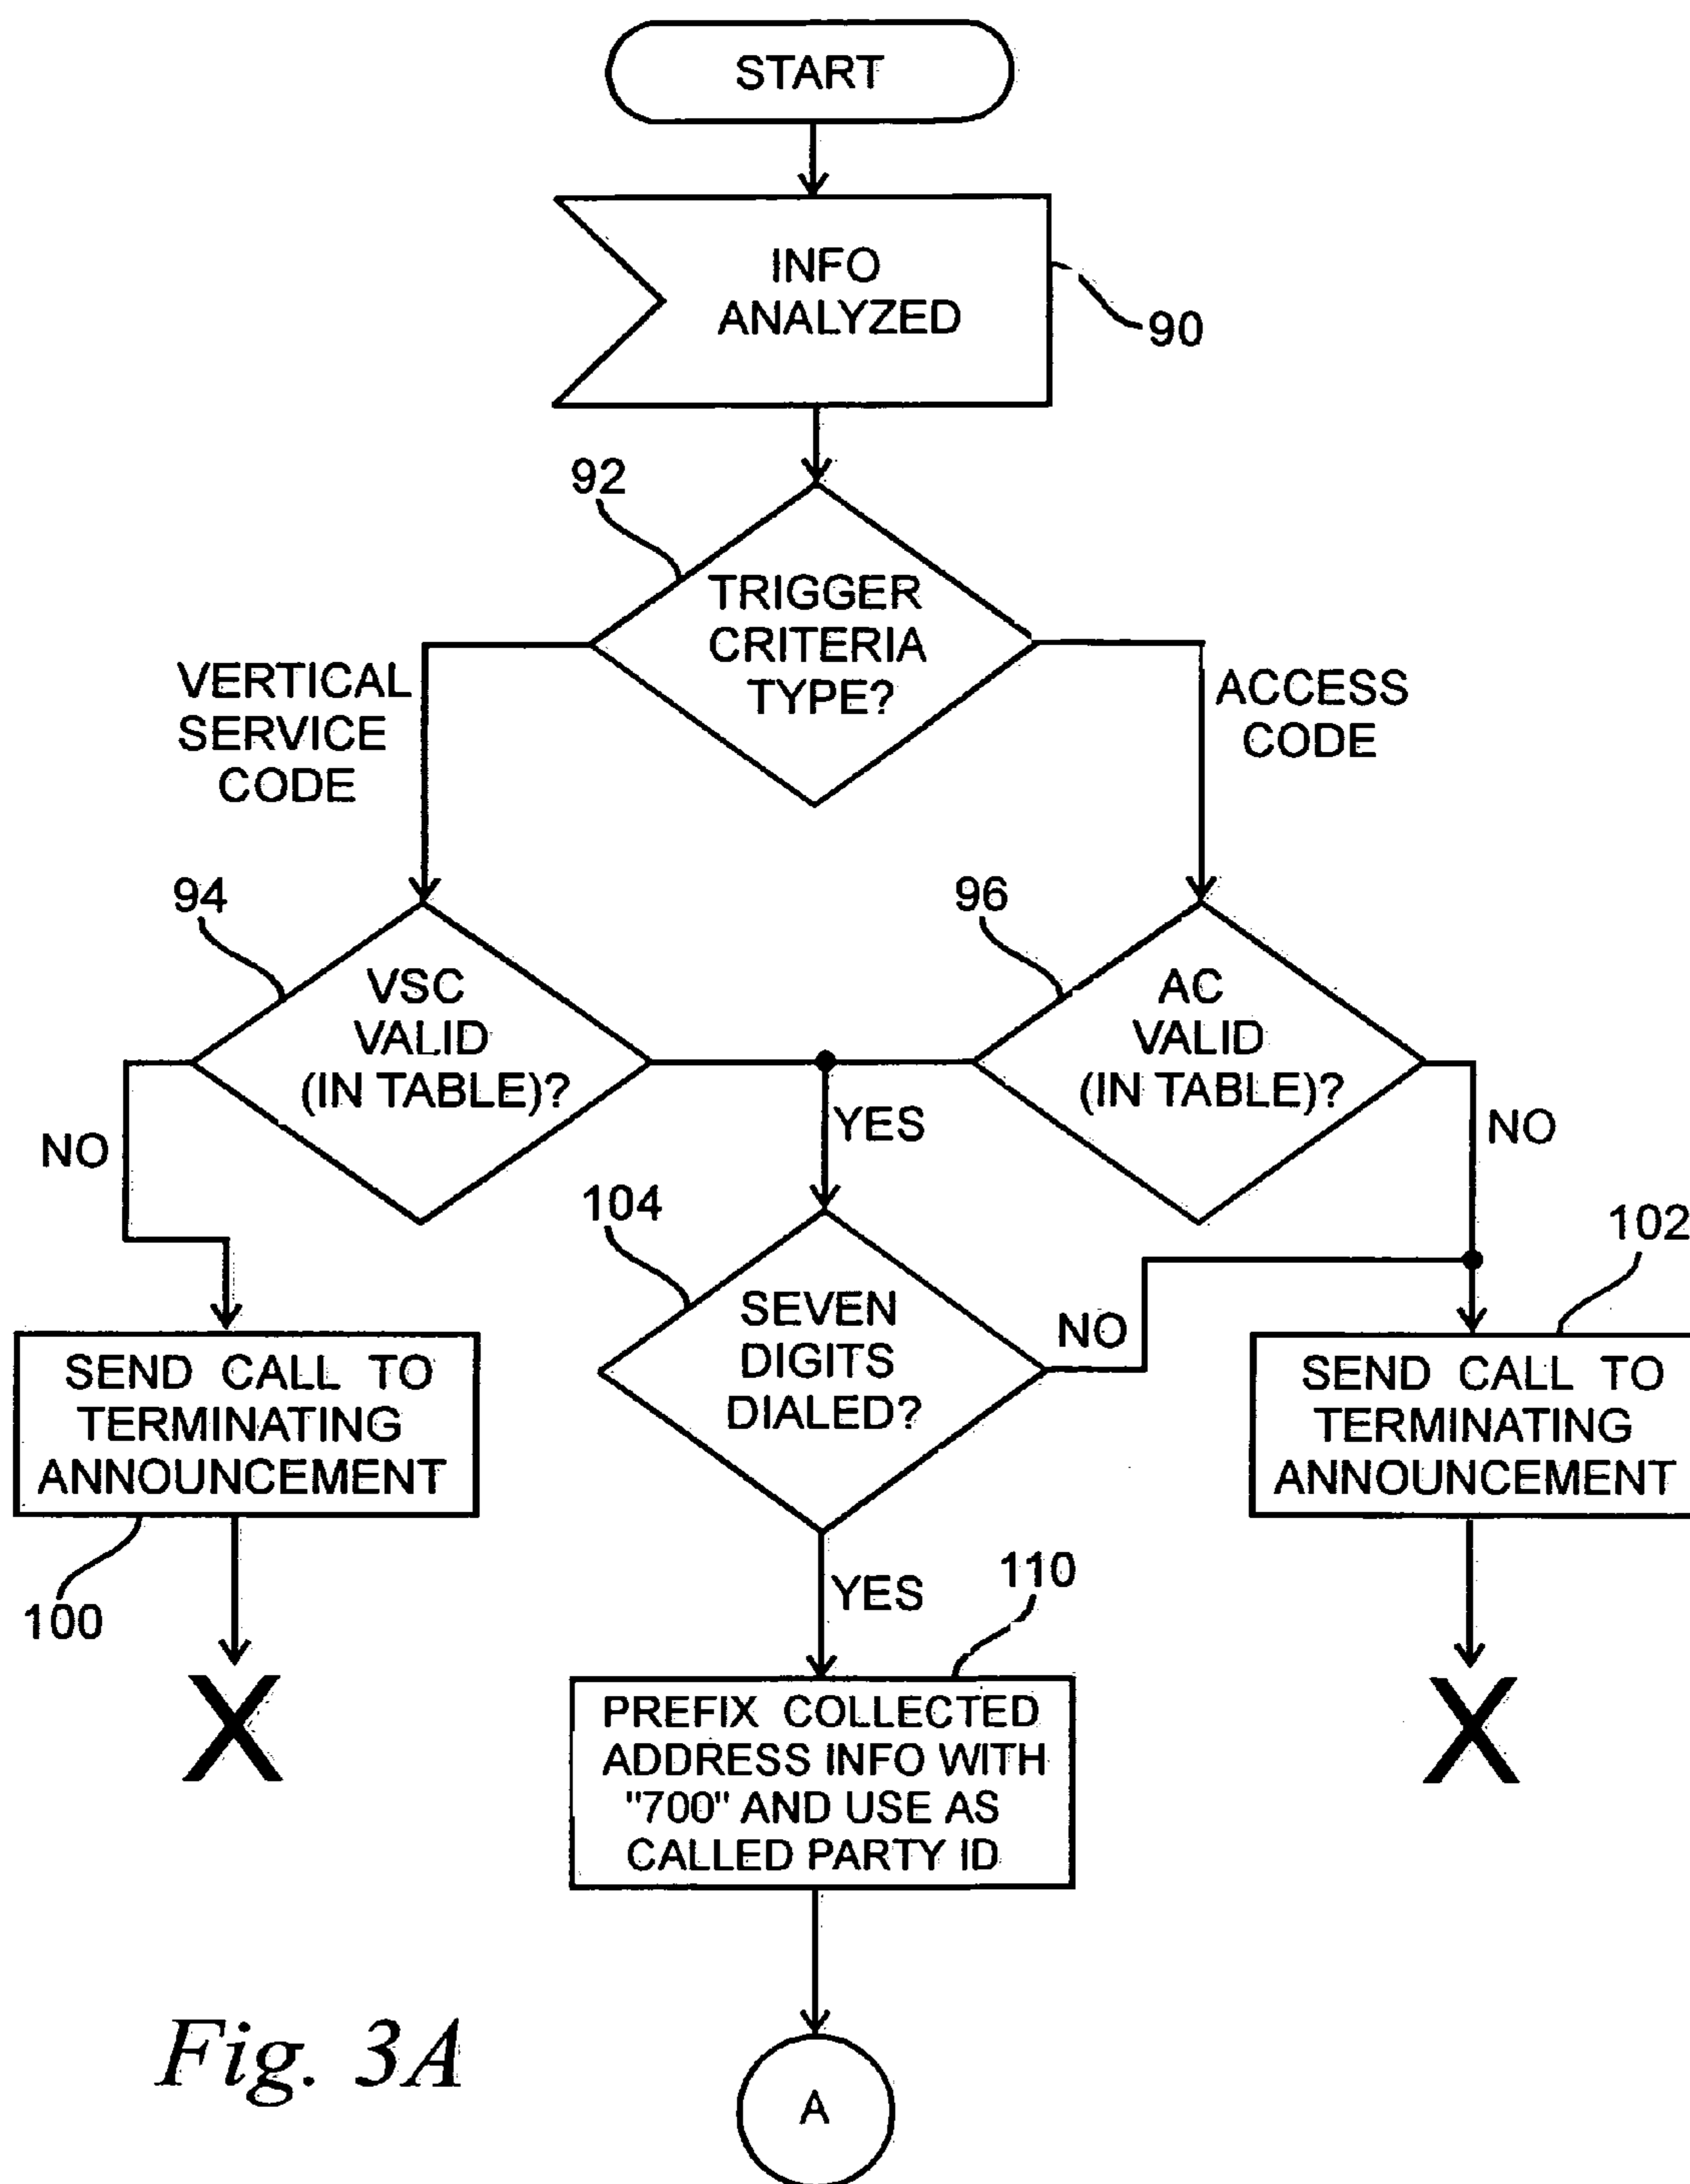 START
INFO
ANALYZED
90
92
TRIGGER
CRITERIA
TYPE?
VERTICAL
SERVICE
CODE
ACCESS
CODE
94
VSC
VALID
(IN TABLE)?
96
AC
VALID
(IN TABLE)?
NO
YES
NO
104
SEVEN
DIGITS
DIALED?
NO
102
SEND CALL TO
TERMINATING
ANNOUNCEMENT
SEND CALL TO
TERMINATING
ANNOUNCEMENT
100
YES
110
X
PREFIX COLLECTED
ADDRESS INFO WITH
"700" AND USE AS
CALLED PARTY ID
X
Fig. 3A
A